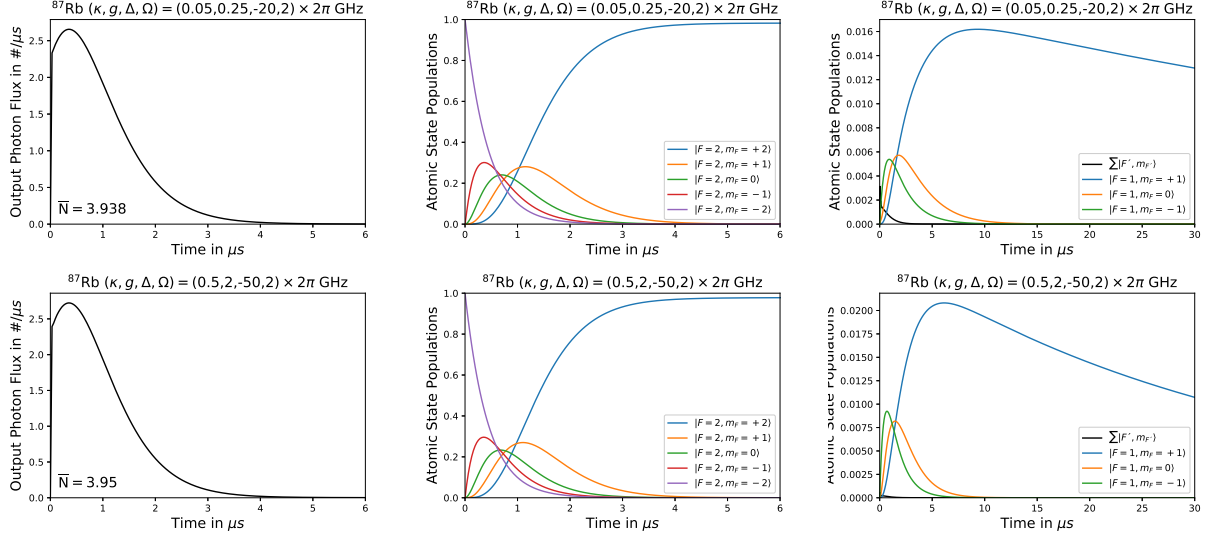 ⁸⁷Rb (κ, g, Δ, Ω) = (0.05,0.25,-20,2) × 2π GHz
Output Photon Flux in #/μs
2.5
2.0
1.5
1.0
0.5
0.0
N̅ = 3.938
0 1 2 3 4 5 6
Time in μs
⁸⁷Rb (κ, g, Δ, Ω) = (0.05,0.25,-20,2) × 2π GHz
Atomic State Populations
1.0
0.8
0.6
0.4
0.2
0.0
|F = 2, m_F = +2⟩
|F = 2, m_F = +1⟩
|F = 2, m_F = 0⟩
|F = 2, m_F = −1⟩
|F = 2, m_F = −2⟩
0 1 2 3 4 5 6
Time in μs
⁸⁷Rb (κ, g, Δ, Ω) = (0.05,0.25,-20,2) × 2π GHz
Atomic State Populations
0.016
0.014
0.012
0.010
0.008
0.006
0.004
0.002
0.000
∑|F´, m_F´⟩
|F = 1, m_F = +1⟩
|F = 1, m_F = 0⟩
|F = 1, m_F = −1⟩
0 5 10 15 20 25 30
Time in μs
⁸⁷Rb (κ, g, Δ, Ω) = (0.5,2,-50,2) × 2π GHz
Output Photon Flux in #/μs
2.5
2.0
1.5
1.0
0.5
0.0
N̅ = 3.95
0 1 2 3 4 5 6
Time in μs
⁸⁷Rb (κ, g, Δ, Ω) = (0.5,2,-50,2) × 2π GHz
Atomic State Populations
1.0
0.8
0.6
0.4
0.2
0.0
|F = 2, m_F = +2⟩
|F = 2, m_F = +1⟩
|F = 2, m_F = 0⟩
|F = 2, m_F = −1⟩
|F = 2, m_F = −2⟩
0 1 2 3 4 5 6
Time in μs
⁸⁷Rb (κ, g, Δ, Ω) = (0.5,2,-50,2) × 2π GHz
Atomic State Populations
0.0200
0.0175
0.0150
0.0125
0.0100
0.0075
0.0050
0.0025
0.0000
∑|F´, m_F´⟩
|F = 1, m_F = +1⟩
|F = 1, m_F = 0⟩
|F = 1, m_F = −1⟩
0 5 10 15 20 25 30
Time in μs